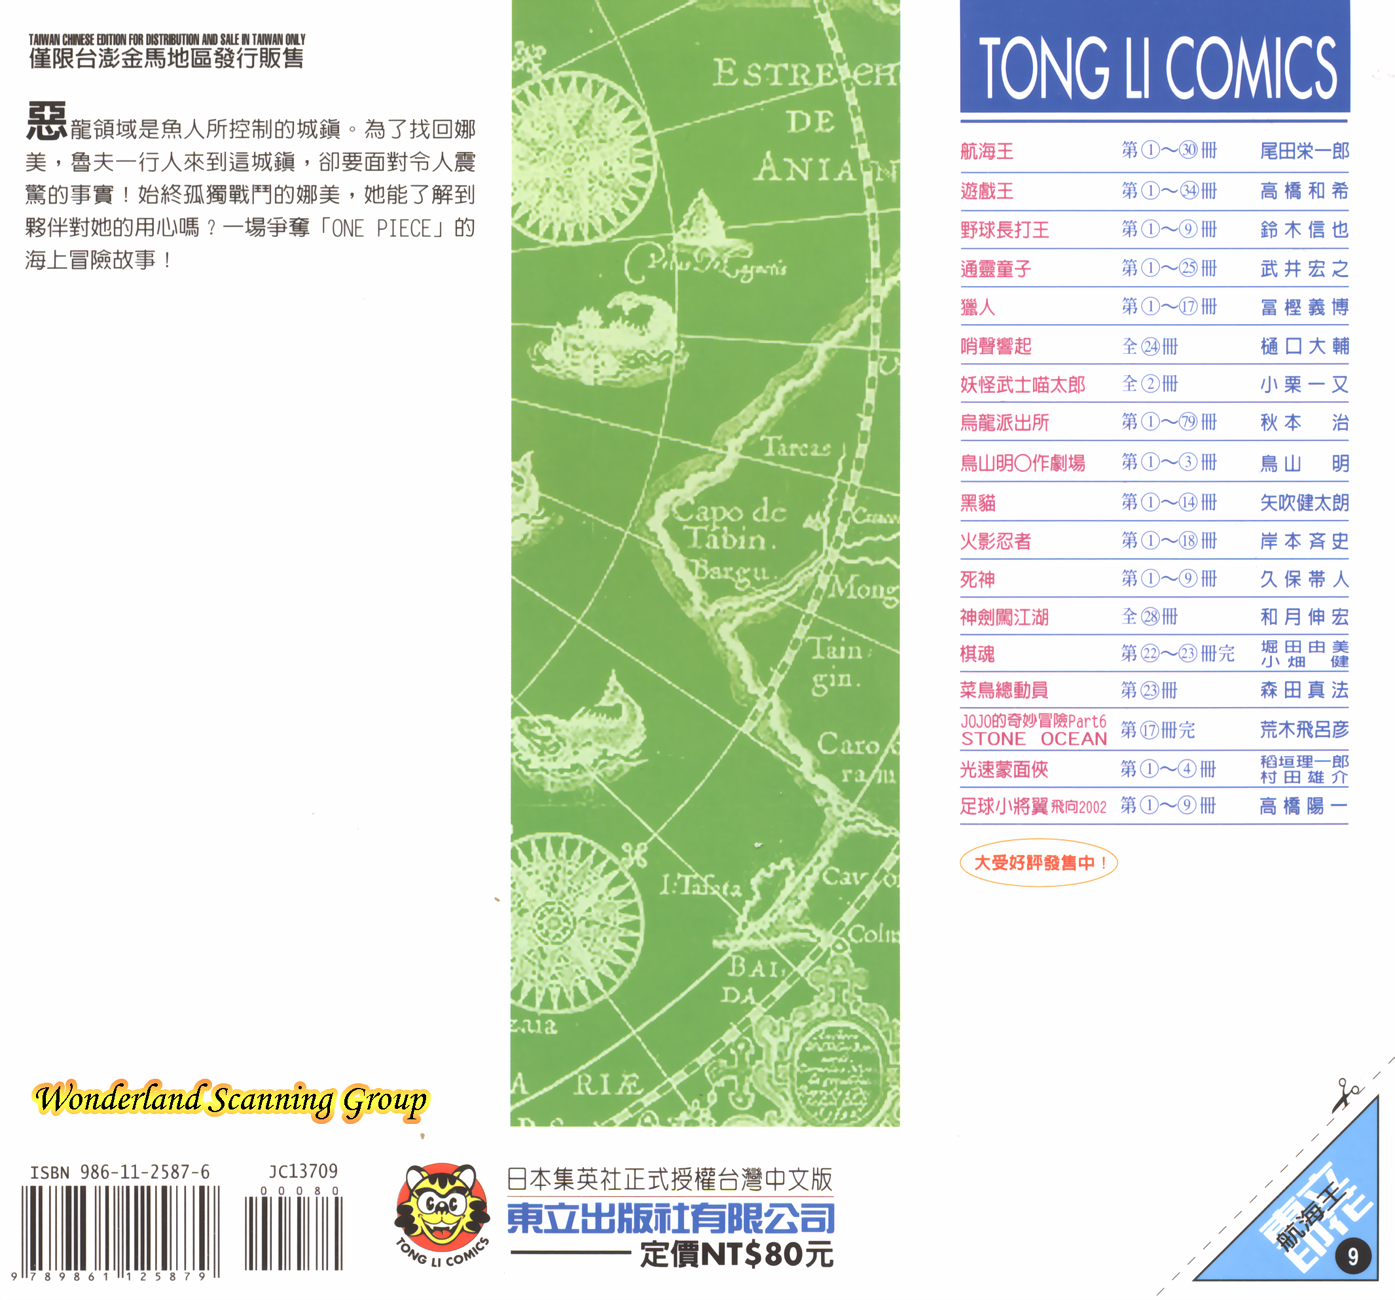 TAIWAN CHINESE EDITION FOR DISTRIBUTION AND SALE IN TAIWAN ONLY
僅限台澎金馬地區發行販售
惡龍領域是魚人所控制的城鎮。為了找回娜
美，魯夫一行人來到這城鎮，卻要面對令人震
驚的事實！始終孤獨戰鬥的娜美，她能了解到
夥伴對她的用心嗎？一場爭奪「ONE PIECE」的
海上冒險故事！
Wonderland Scanning Group
ISBN 986-11-2587-6
9 789861 125879
JC13709
00080
TONG LI COMICS
日本集英社正式授權台灣中文版
東立出版社有限公司
定價NT$80元
ESTRECH
DE
ANIAN
Tarcas
Capo de
Tabin.
Bargu.
Mong
Tain
gin.
Caro
ram
I:Tafata
Cav
Colm
BAI
DA
zaia
A RIÆ
TONG LI COMICS
航海王 第①～㉚冊 尾田栄一郎
遊戲王 第①～㉞冊 高橋和希
野球長打王 第①～⑨冊 鈴木信也
通靈童子 第①～㉕冊 武井宏之
獵人 第①～⑰冊 冨樫義博
哨聲響起 全㉔冊 樋口大輔
妖怪武士喵太郎 全②冊 小栗一又
烏龍派出所 第①～79冊 秋本 治
鳥山明〇作劇場 第①～③冊 鳥山 明
黑貓 第①～⑭冊 矢吹健太朗
火影忍者 第①～⑱冊 岸本斉史
死神 第①～⑨冊 久保帯人
神劍闖江湖 全㉘冊 和月伸宏
棋魂 第㉒～㉓冊完 堀田由美
小畑 健
菜鳥總動員 第㉓冊 森田真法
JOJO的奇妙冒險Part6
STONE OCEAN 第⑰冊完 荒木飛呂彦
光速蒙面俠 第①～④冊 稻垣理一郎
村田雄介
足球小將翼飛向2002 第①～⑨冊 高橋陽一
大受好評發售中！
東立
印花
航海王
9